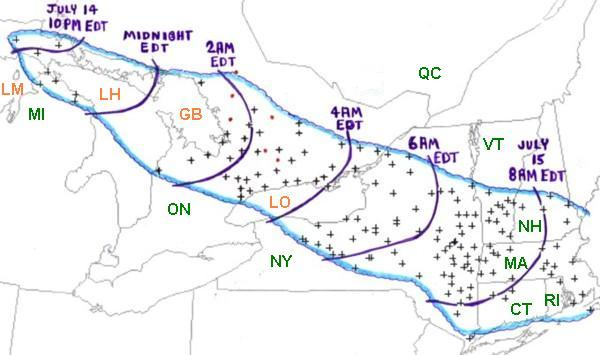 JULY 14
10PM EDT
MIDNIGHT
EDT
2AM
EDT
4AM
EDT
6AM
EDT
JULY
15
8AM EDT
QC
VT
LM
MI
LH
GB
ON
LO
NY
NH
MA
CT
RI